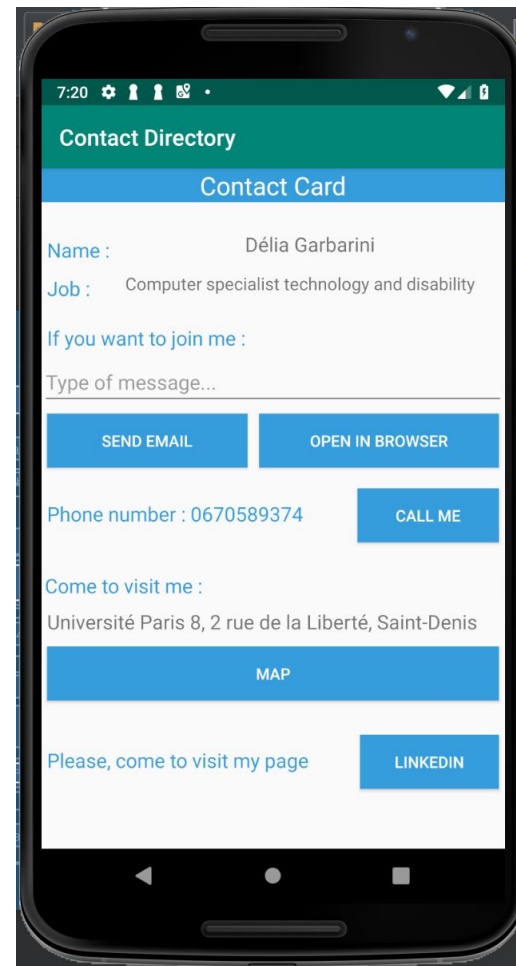 7:20
Contact Directory
Contact Card
Name : Délia Garbarini
Job : Computer specialist technology and disability
If you want to join me :
Type of message...
SEND EMAIL OPEN IN BROWSER
Phone number : 0670589374 CALL ME
Come to visit me :
Université Paris 8, 2 rue de la Liberté, Saint-Denis
MAP
Please, come to visit my page LINKEDIN